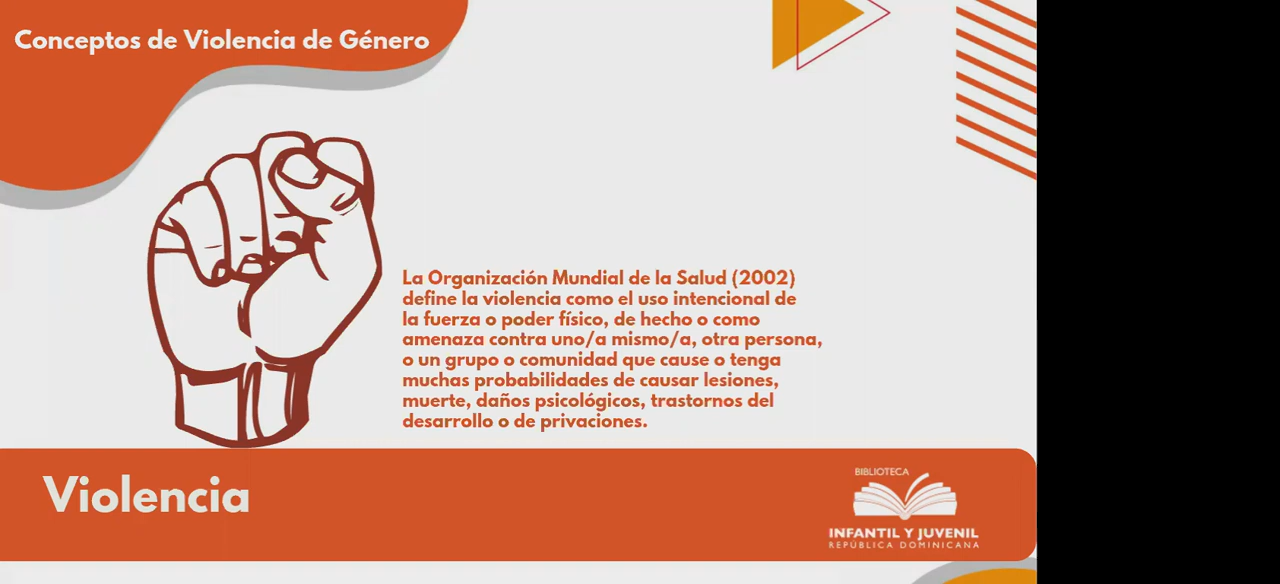 Conceptos de Violencia de Género
La Organización Mundial de la Salud (2002)
define la violencia como el uso intencional de
la fuerza o poder físico, de hecho o como
amenaza contra uno/a mismo/a, otra persona,
o un grupo o comunidad que cause o tenga
muchas probabilidades de causar lesiones,
muerte, daños psicológicos, trastornos del
desarrollo o de privaciones.
Violencia
BIBLIOTECA
INFANTIL Y JUVENIL
REPÚBLICA DOMINICANA